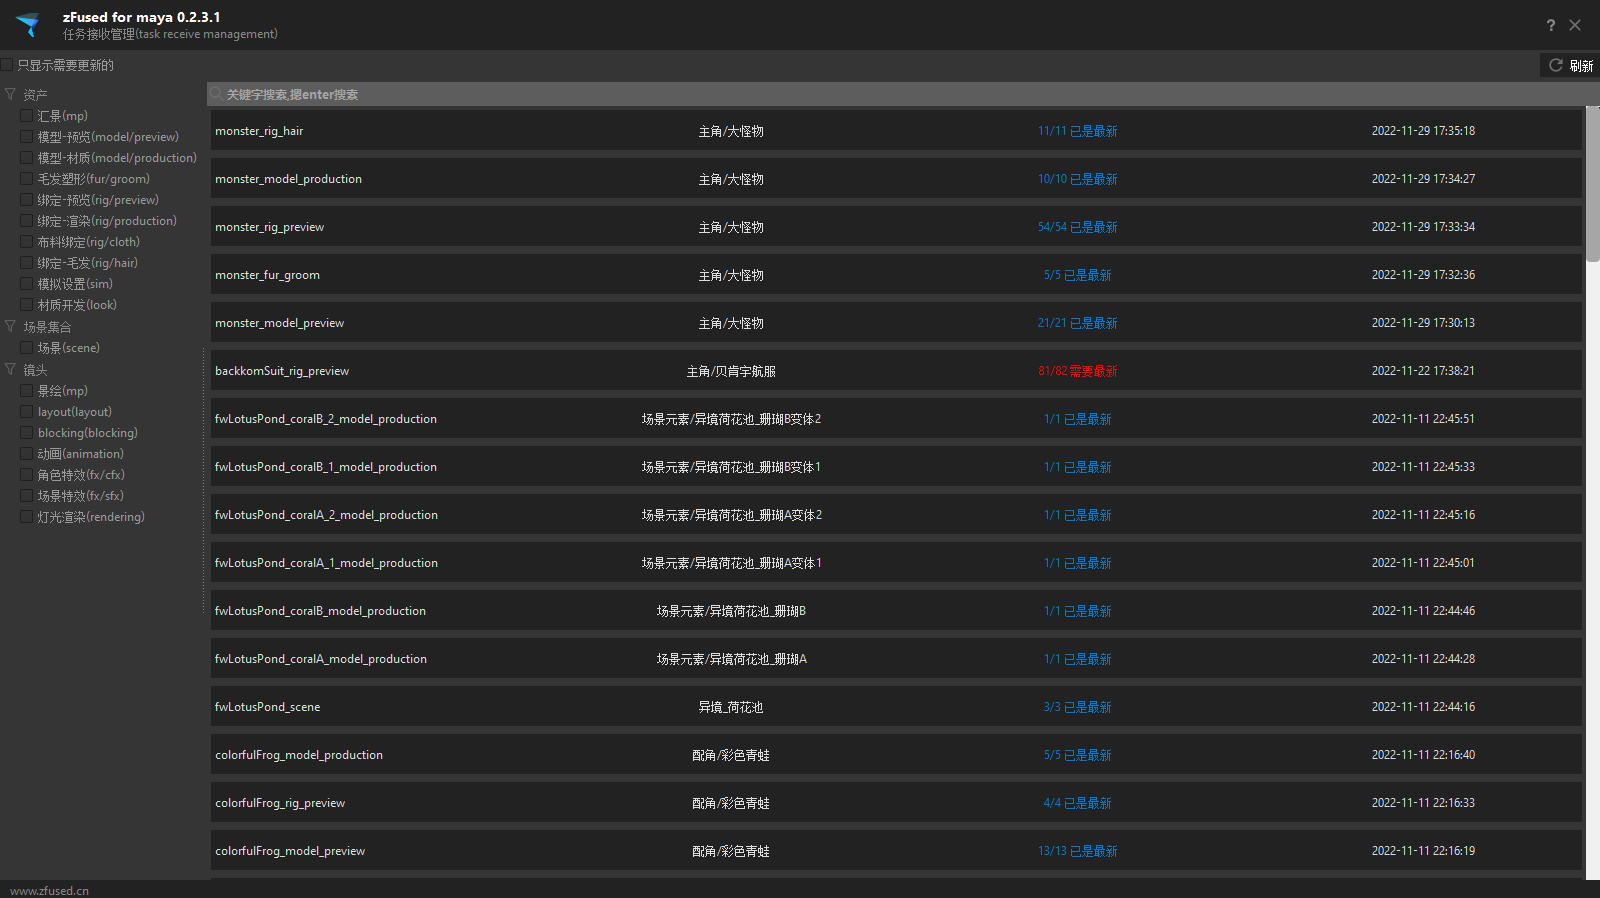 zFused for maya 0.2.3.1
任务接收管理(task receive management)
?
只显示需要更新的
刷新
资产
汇景(mp)
模型-预览(model/preview)
模型-材质(model/production)
毛发塑形(fur/groom)
绑定-预览(rig/preview)
绑定-渲染(rig/production)
布料绑定(rig/cloth)
绑定-毛发(rig/hair)
模拟设置(sim)
材质开发(look)
场景集合
场景(scene)
镜头
景绘(mp)
layout(layout)
blocking(blocking)
动画(animation)
角色特效(fx/cfx)
场景特效(fx/sfx)
灯光渲染(rendering)
关键字搜索,摁enter搜索
monster_rig_hair 主角/大怪物 11/11 已是最新 2022-11-29 17:35:18
monster_model_production 主角/大怪物 10/10 已是最新 2022-11-29 17:34:27
monster_rig_preview 主角/大怪物 54/54 已是最新 2022-11-29 17:33:34
monster_fur_groom 主角/大怪物 5/5 已是最新 2022-11-29 17:32:36
monster_model_preview 主角/大怪物 21/21 已是最新 2022-11-29 17:30:13
backkomSuit_rig_preview 主角/贝肯宇航服 81/82 需要最新 2022-11-22 17:38:21
fwLotusPond_coralB_2_model_production 场景元素/异境荷花池_珊瑚B变体2 1/1 已是最新 2022-11-11 22:45:51
fwLotusPond_coralB_1_model_production 场景元素/异境荷花池_珊瑚B变体1 1/1 已是最新 2022-11-11 22:45:33
fwLotusPond_coralA_2_model_production 场景元素/异境荷花池_珊瑚A变体2 1/1 已是最新 2022-11-11 22:45:16
fwLotusPond_coralA_1_model_production 场景元素/异境荷花池_珊瑚A变体1 1/1 已是最新 2022-11-11 22:45:01
fwLotusPond_coralB_model_production 场景元素/异境荷花池_珊瑚B 1/1 已是最新 2022-11-11 22:44:46
fwLotusPond_coralA_model_production 场景元素/异境荷花池_珊瑚A 1/1 已是最新 2022-11-11 22:44:28
fwLotusPond_scene 异境_荷花池 3/3 已是最新 2022-11-11 22:44:16
colorfulFrog_model_production 配角/彩色青蛙 5/5 已是最新 2022-11-11 22:16:40
colorfulFrog_rig_preview 配角/彩色青蛙 4/4 已是最新 2022-11-11 22:16:33
colorfulFrog_model_preview 配角/彩色青蛙 13/13 已是最新 2022-11-11 22:16:19
www.zfused.cn